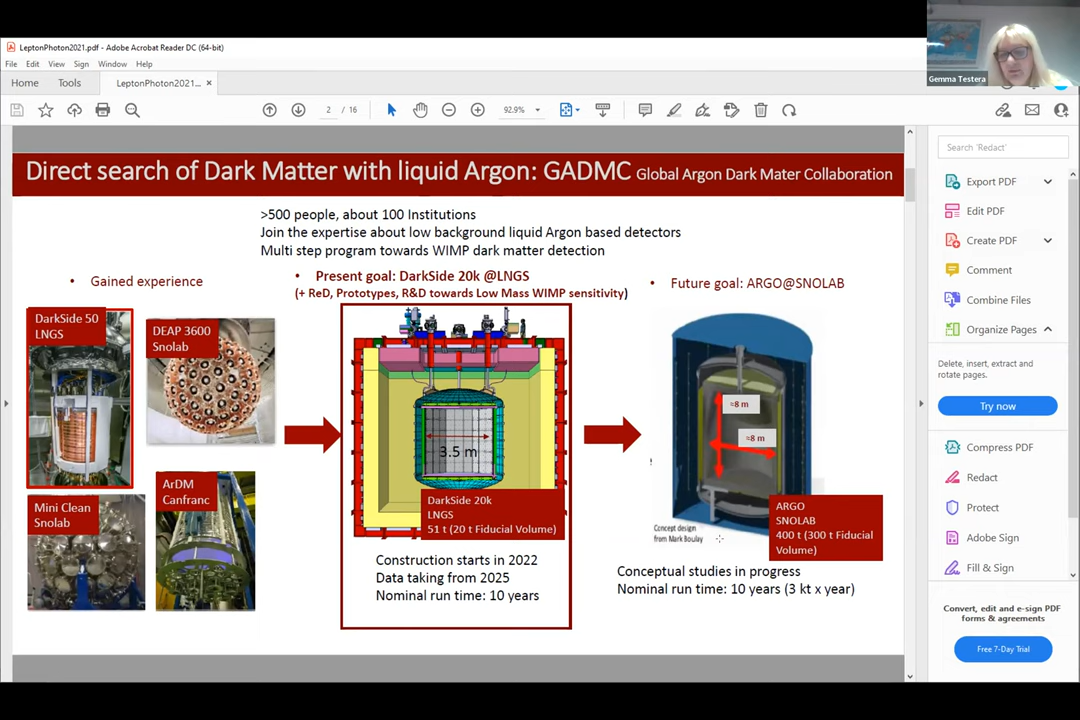 LeptonPhoton2021.pdf - Adobe Acrobat Reader DC (64-bit)
File Edit View Sign Window Help
Home Tools LeptonPhoton2021... ×
2 / 16 92.9%
Gemma Testera
Direct search of Dark Matter with liquid Argon: GADMC Global Argon Dark Mater Collaboration
>500 people, about 100 Institutions
Join the expertise about low background liquid Argon based detectors
Multi step program towards WIMP dark matter detection
• Gained experience
DarkSide 50
LNGS
DEAP 3600
Snolab
Mini Clean
Snolab
ArDM
Canfranc
• Present goal: DarkSide 20k @LNGS
(+ ReD, Prototypes, R&D towards Low Mass WIMP sensitivity)
3.5 m
DarkSide 20k
LNGS
51 t (20 t Fiducial Volume)
Construction starts in 2022
Data taking from 2025
Nominal run time: 10 years
• Future goal: ARGO@SNOLAB
≈8 m
≈8 m
Concept design
from Mark Boulay
ARGO
SNOLAB
400 t (300 t Fiducial
Volume)
Conceptual studies in progress
Nominal run time: 10 years (3 kt x year)
Search 'Redact'
Export PDF
Edit PDF
Create PDF
Comment
Combine Files
Organize Pages
Delete, insert, extract and
rotate pages.
Try now
Compress PDF
Redact
Protect
Adobe Sign
Fill & Sign
Convert, edit and e-sign PDF
forms & agreements
Free 7-Day Trial